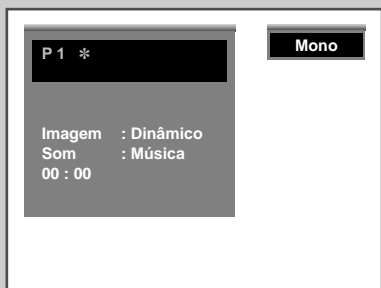 P 1 ✻
Mono
Imagem : Dinâmico
Som : Música
00 : 00